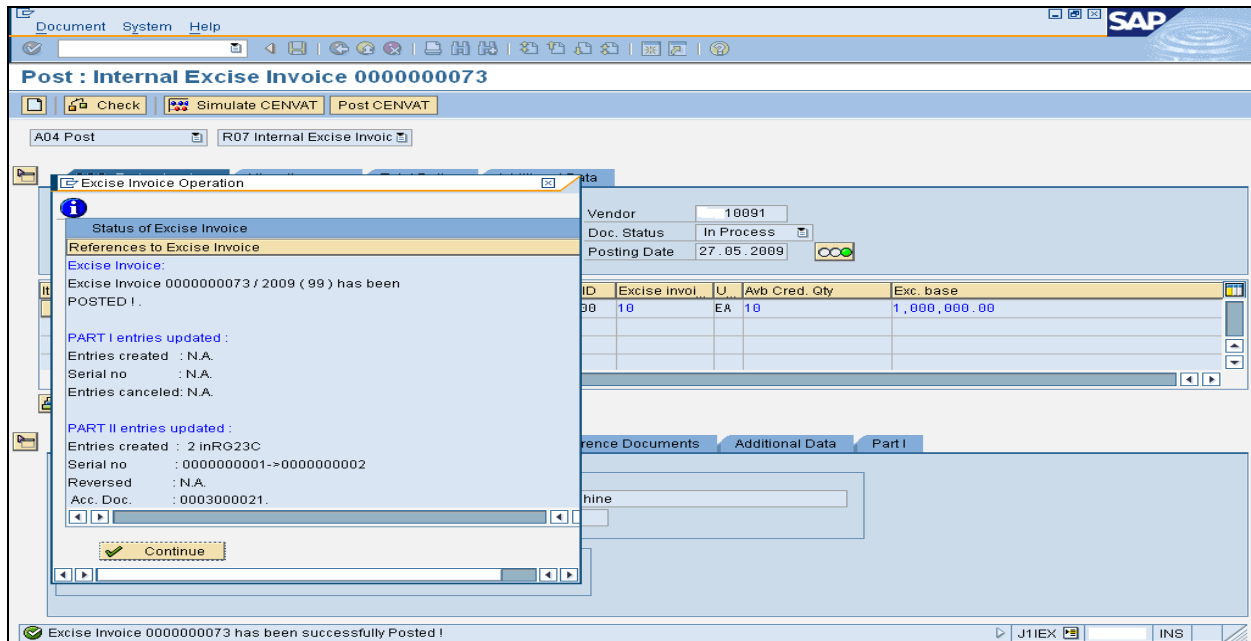 Document System Help
SAP
Post : Internal Excise Invoice 0000000073
Check Simulate CENVAT Post CENVAT
A04 Post R07 Internal Excise Invoic
Excise Invoice Operation
ata
Status of Excise Invoice
Vendor 10091
References to Excise Invoice
Doc. Status In Process
Excise Invoice:
Posting Date 27.05.2009
Excise Invoice 0000000073 / 2009 ( 99 ) has been
POSTED ! .
It ID Excise invoi... U... Avb Cred. Qty Exc. base
00 10 EA 10 1,000,000.00
PART I entries updated :
Entries created : N.A.
Serial no : N.A.
Entries canceled: N.A.
PART II entries updated :
Entries created : 2 inRG23C
rence Documents Additional Data Part I
Serial no : 0000000001->0000000002
Reversed : N.A.
Acc. Doc. : 0003000021.
hine
Continue
Excise Invoice 0000000073 has been successfully Posted !
J1IEX INS